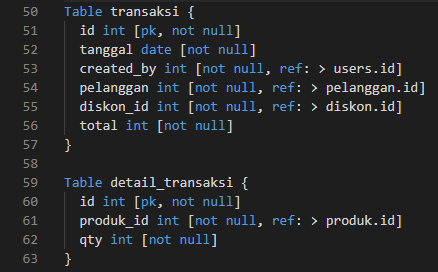 50 Table transaksi {
51   id int [pk, not null]
52   tanggal date [not null]
53   created_by int [not null, ref: > users.id]
54   pelanggan int [not null, ref: > pelanggan.id]
55   diskon_id int [not null, ref: > diskon.id]
56   total int [not null]
57 }
58
59 Table detail_transaksi {
60   id int [pk, not null]
61   produk_id int [not null, ref: > produk.id]
62   qty int [not null]
63 }